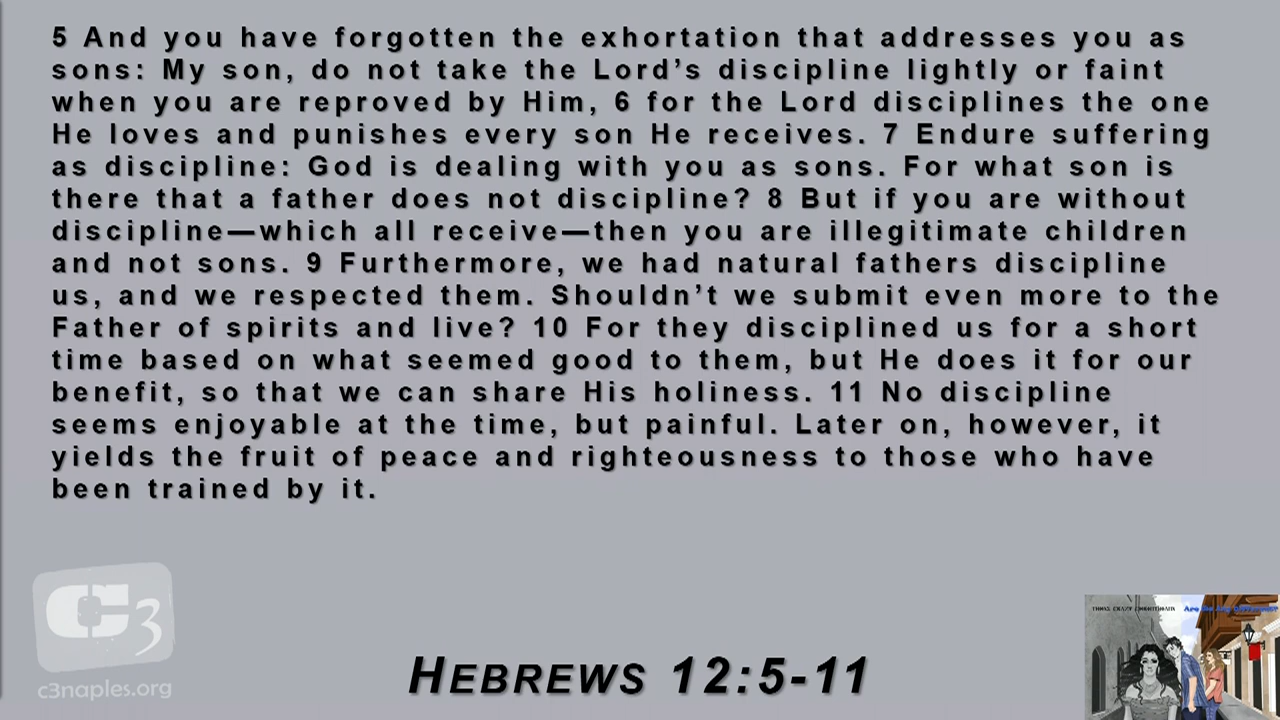 5 And you have forgotten the exhortation that addresses you as
sons: My son, do not take the Lord’s discipline lightly or faint
when you are reproved by Him, 6 for the Lord disciplines the one
He loves and punishes every son He receives. 7 Endure suffering
as discipline: God is dealing with you as sons. For what son is
there that a father does not discipline? 8 But if you are without
discipline—which all receive—then you are illegitimate children
and not sons. 9 Furthermore, we had natural fathers discipline
us, and we respected them. Shouldn’t we submit even more to the
Father of spirits and live? 10 For they disciplined us for a short
time based on what seemed good to them, but He does it for our
benefit, so that we can share His holiness. 11 No discipline
seems enjoyable at the time, but painful. Later on, however, it
yields the fruit of peace and righteousness to those who have
been trained by it.
C3
c3naples.org
THOSE CRAZY CORINTHIANS Are
HEBREWS 12:5-11